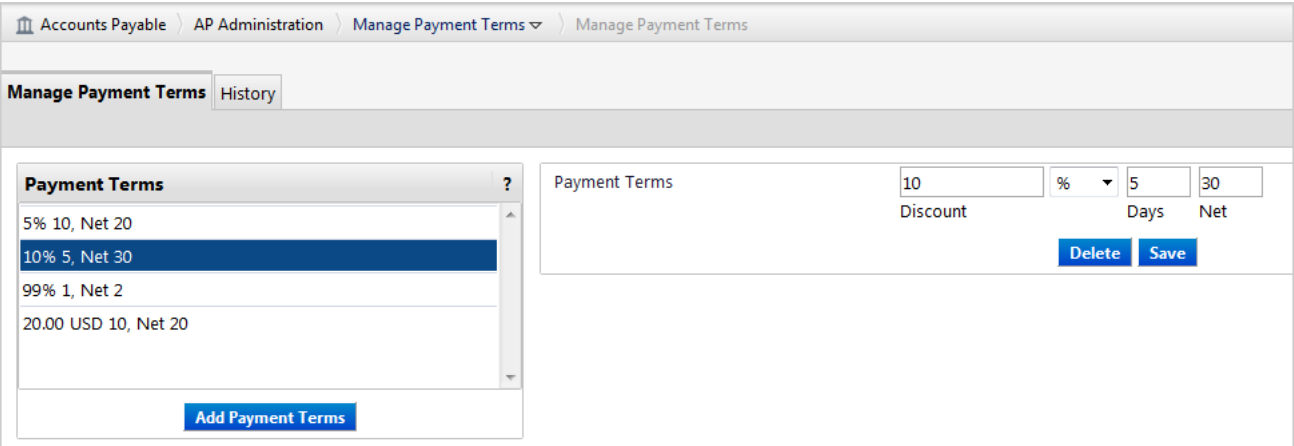 Accounts Payable AP Administration Manage Payment Terms Manage Payment Terms
Manage Payment Terms History
Payment Terms ?
5% 10, Net 20
10% 5, Net 30
99% 1, Net 2
20.00 USD 10, Net 20
Add Payment Terms
Payment Terms 10 % 5 30
Discount Days Net
Delete Save